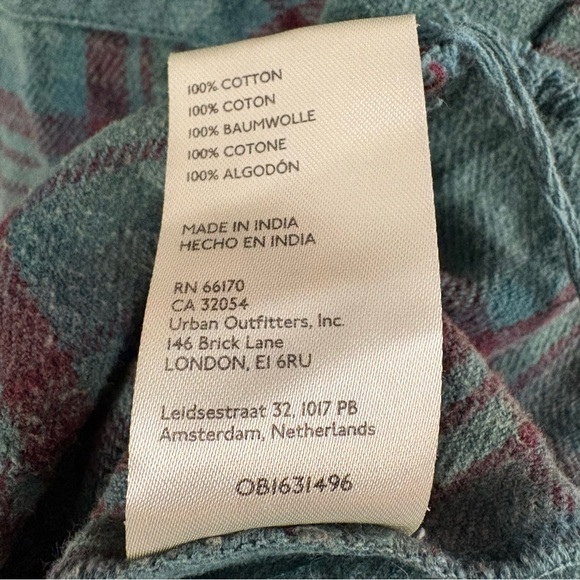 100% COTTON
100% COTON
100% BAUMWOLLE
100% COTONE
100% ALGODÓN
MADE IN INDIA
HECHO EN INDIA
RN 66170
CA 32054
Urban Outfitters, Inc.
146 Brick Lane
LONDON, E1 6RU
Leidsestraat 32, 1017 PB
Amsterdam, Netherlands
OB1631496